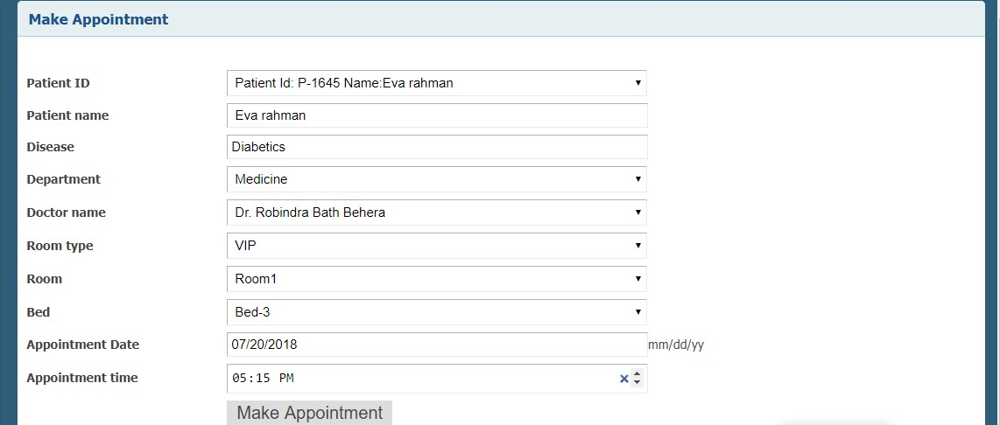 Make Appointment
Patient ID Patient Id: P-1645 Name:Eva rahman
Patient name Eva rahman
Disease Diabetics
Department Medicine
Doctor name Dr. Robindra Bath Behera
Room type VIP
Room Room1
Bed Bed-3
Appointment Date 07/20/2018 mm/dd/yy
Appointment time 05:15 PM
Make Appointment